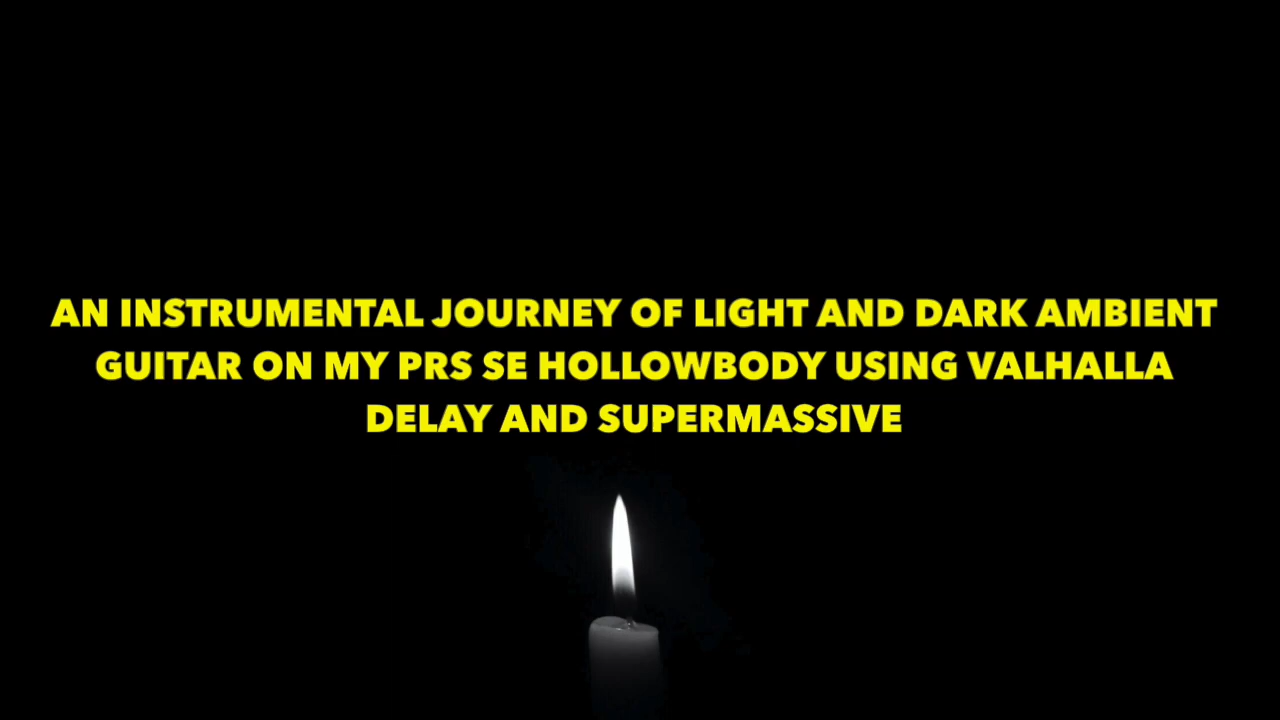 AN INSTRUMENTAL JOURNEY OF LIGHT AND DARK AMBIENT
GUITAR ON MY PRS SE HOLLOWBODY USING VALHALLA
DELAY AND SUPERMASSIVE